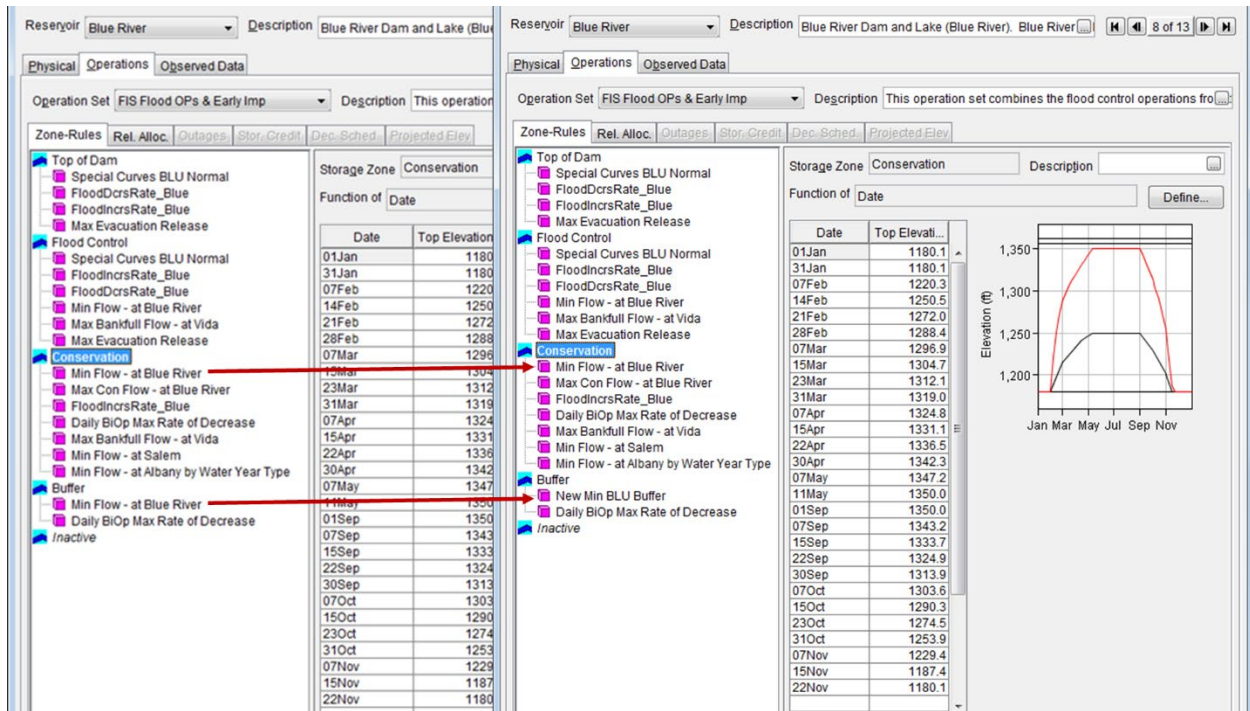 Reservoir Blue River Description Blue River Dam and Lake (Blue
Physical Operations Observed Data
Operation Set FIS Flood OPs & Early Imp Description This operation
Zone-Rules Rel. Alloc. Outages Stor. Credit Dec. Sched. Projected Elev
Top of Dam
Special Curves BLU Normal
FloodDcrsRate_Blue
FloodIncrsRate_Blue
Max Evacuation Release
Flood Control
Special Curves BLU Normal
FloodIncrsRate_Blue
FloodDcrsRate_Blue
Min Flow - at Blue River
Max Bankfull Flow - at Vida
Max Evacuation Release
Conservation
Min Flow - at Blue River
Max Con Flow - at Blue River
FloodIncrsRate_Blue
Daily BiOp Max Rate of Decrease
Max Bankfull Flow - at Vida
Min Flow - at Salem
Min Flow - at Albany by Water Year Type
Buffer
Min Flow - at Blue River
Daily BiOp Max Rate of Decrease
Inactive
Storage Zone Conservation
Function of Date
Date Top Elevation
01Jan 1180
31Jan 1180
07Feb 1220
14Feb 1250
21Feb 1272
28Feb 1288
07Mar 1296
15Mar 1304
23Mar 1312
31Mar 1319
07Apr 1324
15Apr 1331
22Apr 1336
30Apr 1342
07May 1347
11May 1350
01Sep 1350
07Sep 1343
15Sep 1333
22Sep 1324
30Sep 1313
07Oct 1303
15Oct 1290
23Oct 1274
31Oct 1253
07Nov 1229
15Nov 1187
22Nov 1180
Reservoir Blue River Description Blue River Dam and Lake (Blue River). Blue River ... 8 of 13
Physical Operations Observed Data
Operation Set FIS Flood OPs & Early Imp Description This operation set combines the flood control operations fro...
Zone-Rules Rel. Alloc. Outages Stor. Credit Dec. Sched. Projected Elev
Top of Dam
Special Curves BLU Normal
FloodDcrsRate_Blue
FloodIncrsRate_Blue
Max Evacuation Release
Flood Control
Special Curves BLU Normal
FloodIncrsRate_Blue
FloodDcrsRate_Blue
Min Flow - at Blue River
Max Bankfull Flow - at Vida
Max Evacuation Release
Conservation
Min Flow - at Blue River
Max Con Flow - at Blue River
FloodIncrsRate_Blue
Daily BiOp Max Rate of Decrease
Max Bankfull Flow - at Vida
Min Flow - at Salem
Min Flow - at Albany by Water Year Type
Buffer
New Min BLU Buffer
Daily BiOp Max Rate of Decrease
Inactive
Storage Zone Conservation Description ...
Function of Date Define...
Date Top Elevati...
01Jan 1180.1
31Jan 1180.1
07Feb 1220.3
14Feb 1250.5
21Feb 1272.0
28Feb 1288.4
07Mar 1296.9
15Mar 1304.7
23Mar 1312.1
31Mar 1319.0
07Apr 1324.8
15Apr 1331.1
22Apr 1336.5
30Apr 1342.3
07May 1347.2
11May 1350.0
01Sep 1350.0
07Sep 1343.2
15Sep 1333.7
22Sep 1324.9
30Sep 1313.9
07Oct 1303.6
15Oct 1290.3
23Oct 1274.5
31Oct 1253.9
07Nov 1229.4
15Nov 1187.4
22Nov 1180.1
Elevation (ft)
1,350
1,300
1,250
1,200
Jan Mar May Jul Sep Nov